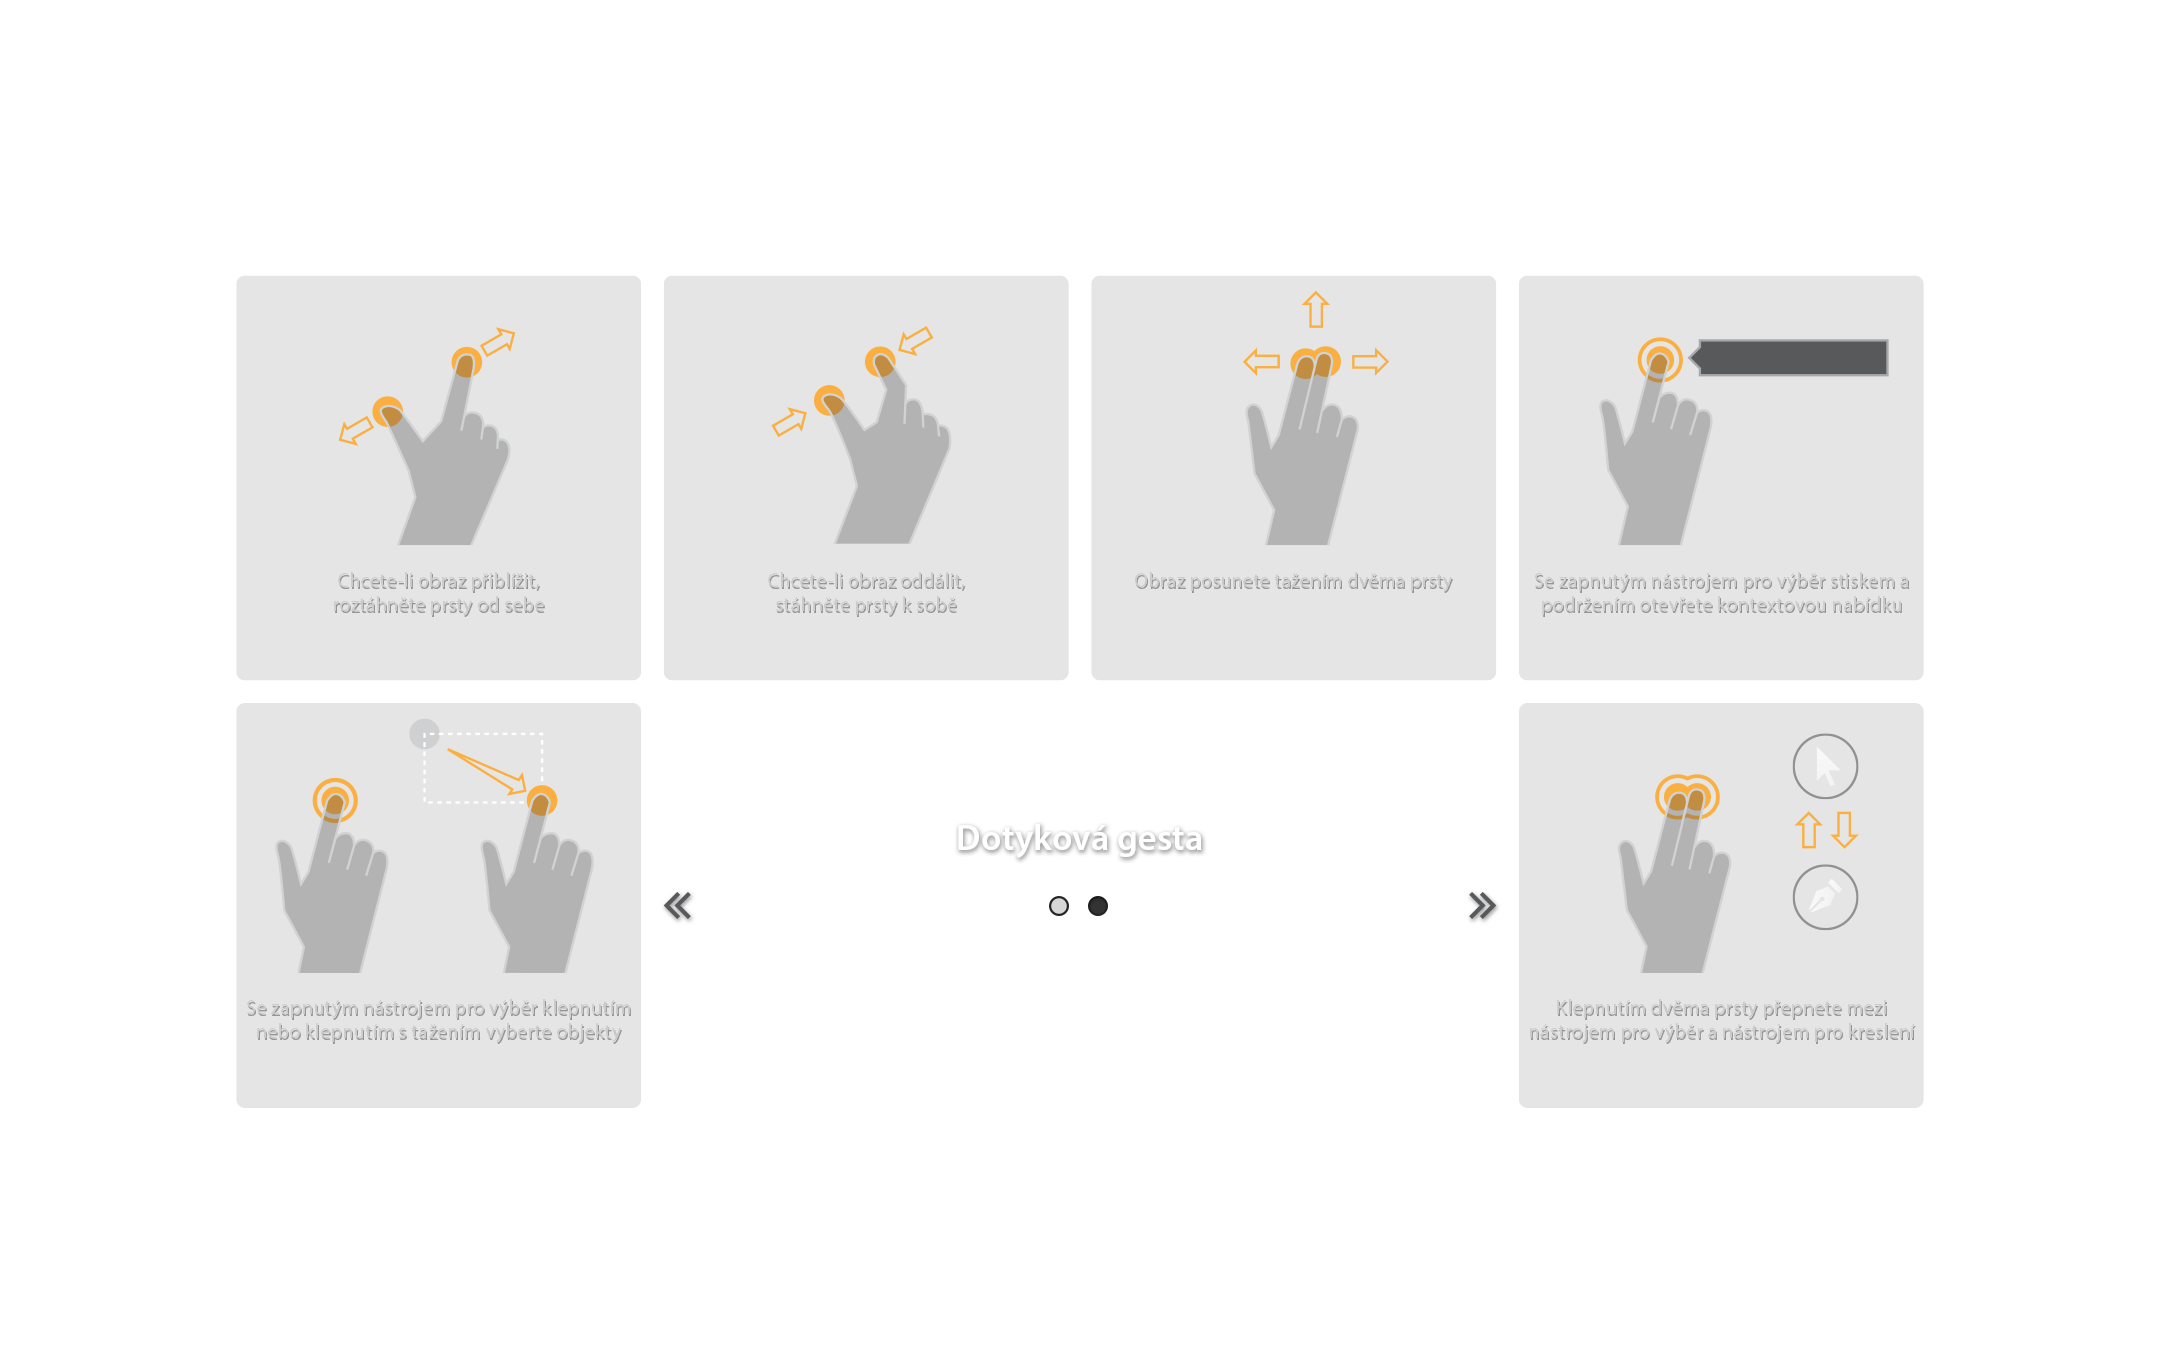 Chcete-li obraz přiblížit,
roztáhněte prsty od sebe
Chcete-li obraz oddálit,
stáhněte prsty k sobě
Obraz posunete tažením dvěma prsty
Se zapnutým nástrojem pro výběr stiskem a
podržením otevřete kontextovou nabídku
Se zapnutým nástrojem pro výběr klepnutím
nebo klepnutím s tažením vyberte objekty
Dotyková gesta
Klepnutím dvěma prsty přepnete mezi
nástrojem pro výběr a nástrojem pro kreslení